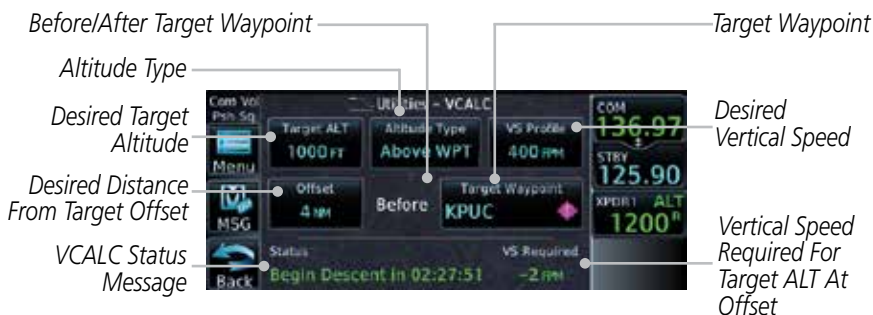 Before/After Target Waypoint
Target Waypoint
Altitude Type
Desired Target
Altitude
Desired
Vertical Speed
Desired Distance
From Target Offset
VCALC Status
Message
Vertical Speed
Required For
Target ALT At
Offset
Com Vol
Psh Sq
Utilities – VCALC
Menu
Target ALT
1000 FT
Altitude Type
Above WPT
VS Profile
400 FPM
MSG
Offset
4 NM
Before
Target Waypoint
KPUC
Back
Status
Begin Descent in 02:27:51
VS Required
-2 FPM
COM
136.97
STBY
125.90
XPDR1 ALT
1200 R